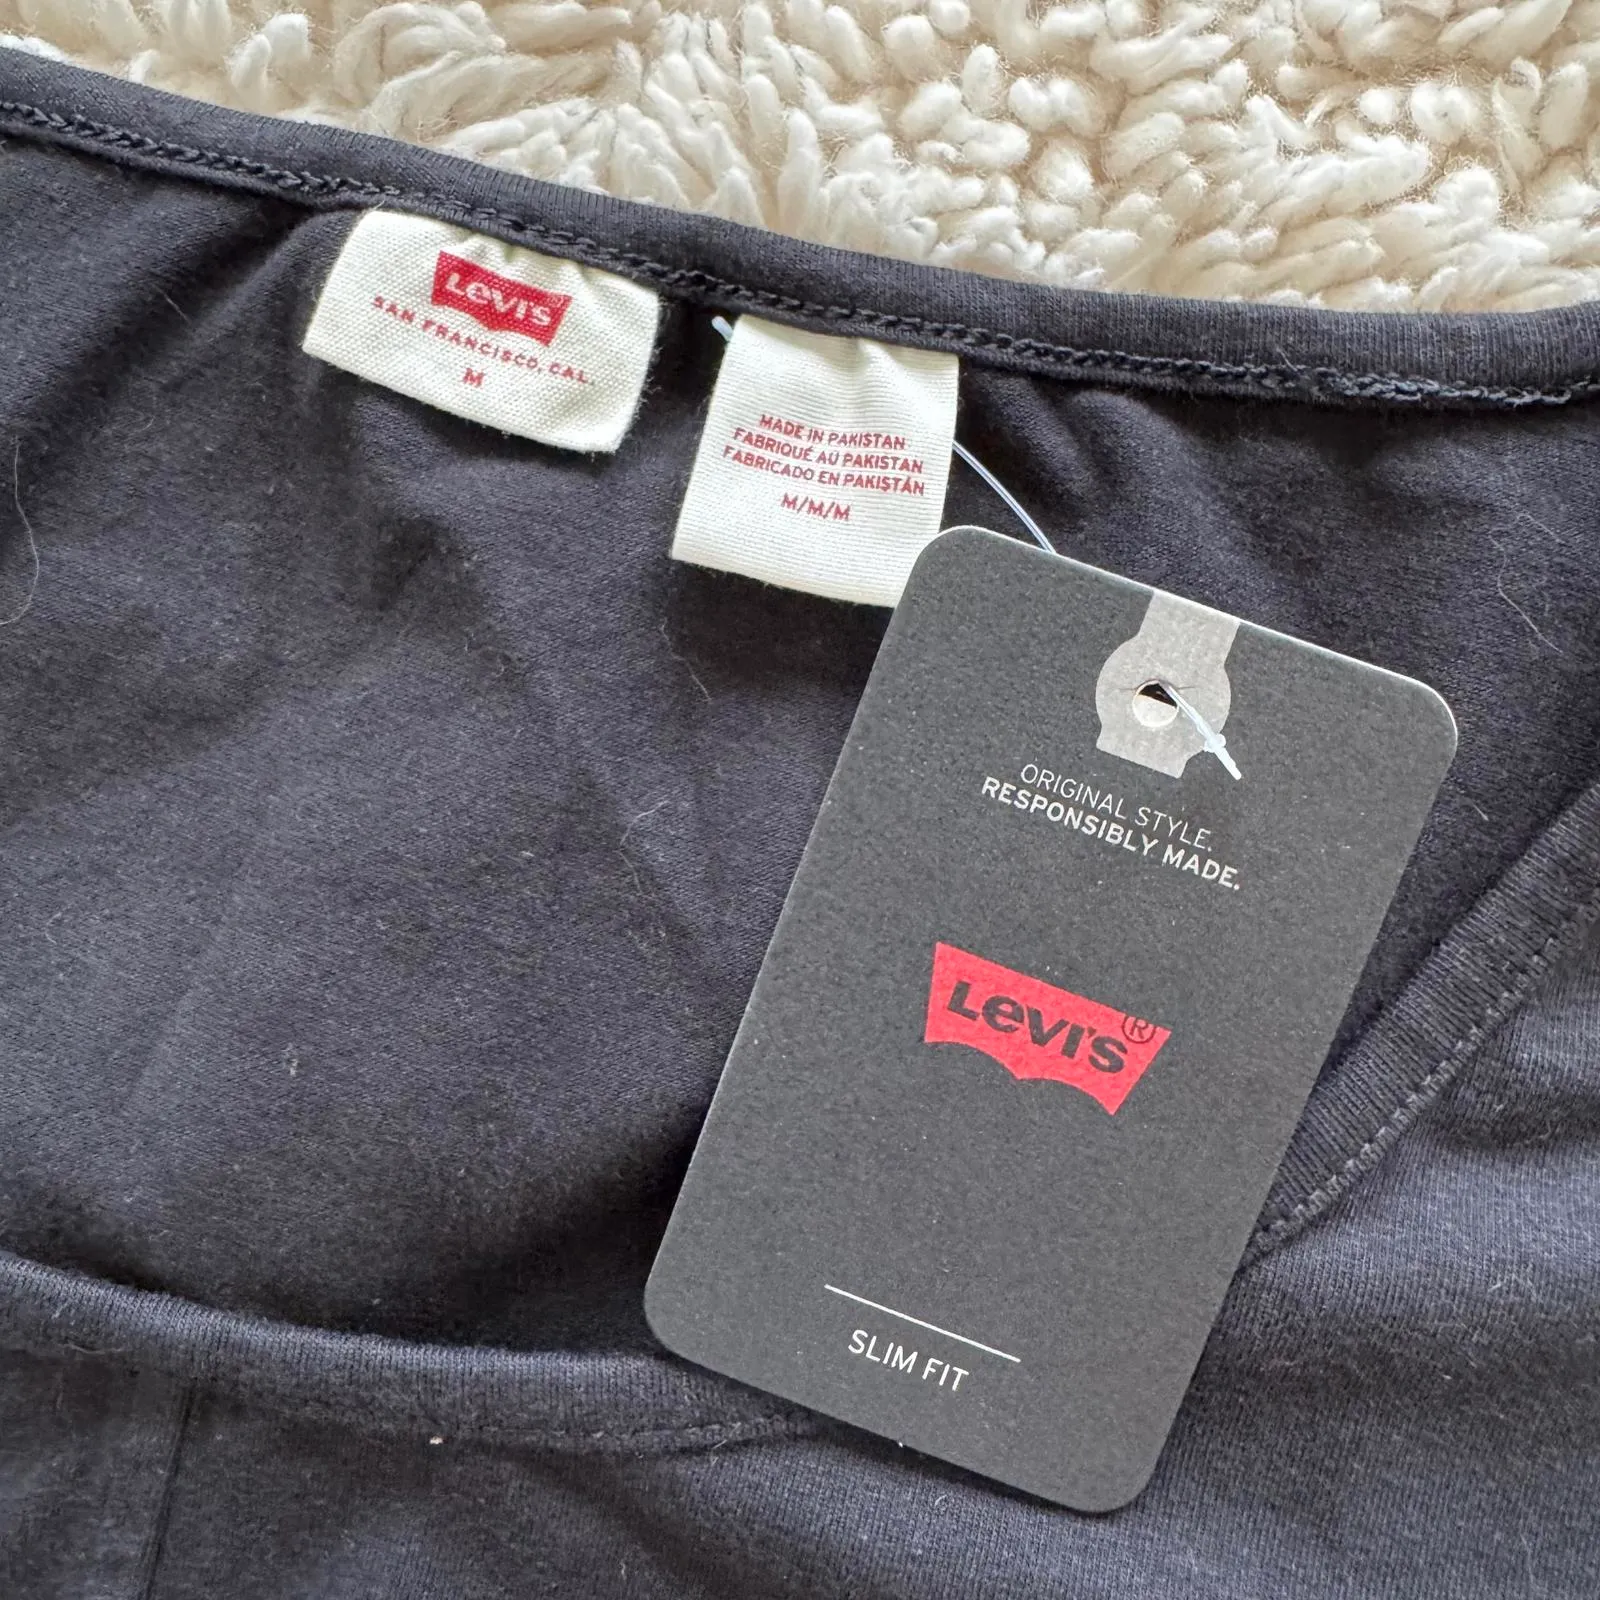 Levi's
SAN FRANCISCO, CAL.
M
MADE IN PAKISTAN
FABRIQUÉ AU PAKISTAN
FABRICADO EN PAKISTÁN
M/M/M
ORIGINAL STYLE.
RESPONSIBLY MADE.
Levi's®
SLIM FIT